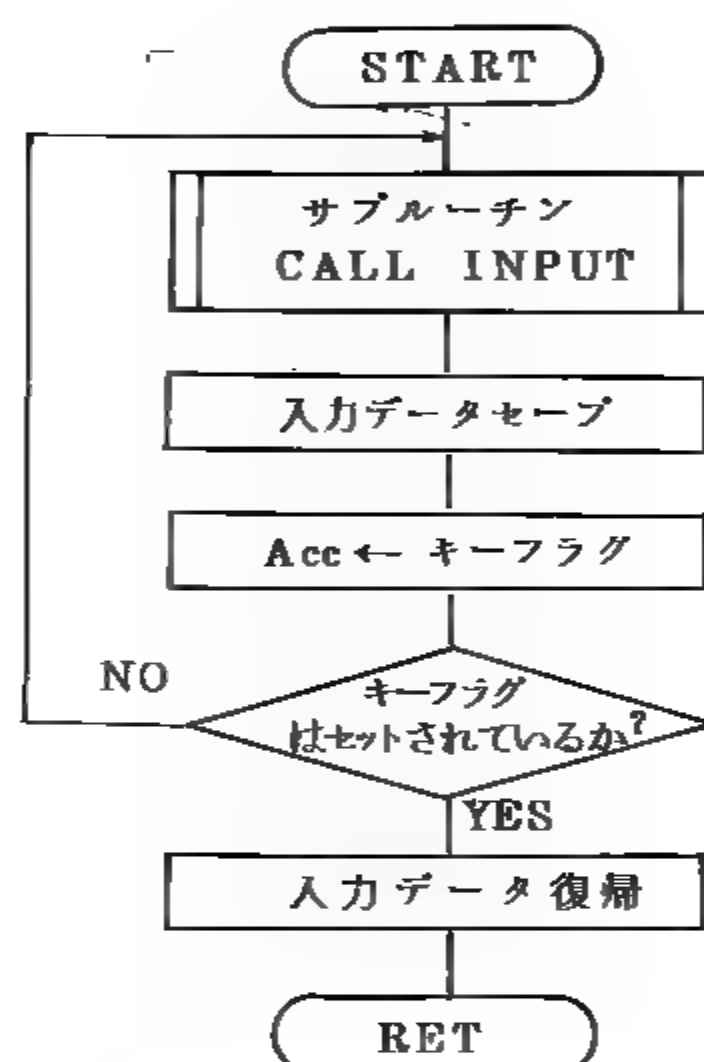 START
サブルーチン
CALL INPUT
入力データセーブ
Acc ← キーフラグ
キーフラグ
はセットされているか?
NO
YES
入力データ復帰
RET